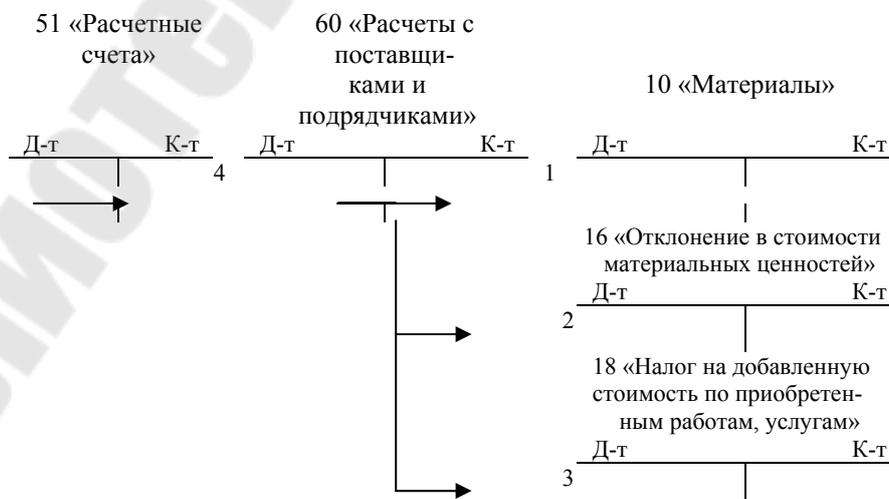 51 «Расчетные
счета»
60 «Расчеты с
поставщи-
ками и
подрядчиками»
10 «Материалы»
Д-т К-т
4
Д-т К-т
1
Д-т К-т
16 «Отклонение в стоимости
материальных ценностей»
Д-т К-т
2
18 «Налог на добавленную
стоимость по приобретен-
ным работам, услугам»
Д-т К-т
3